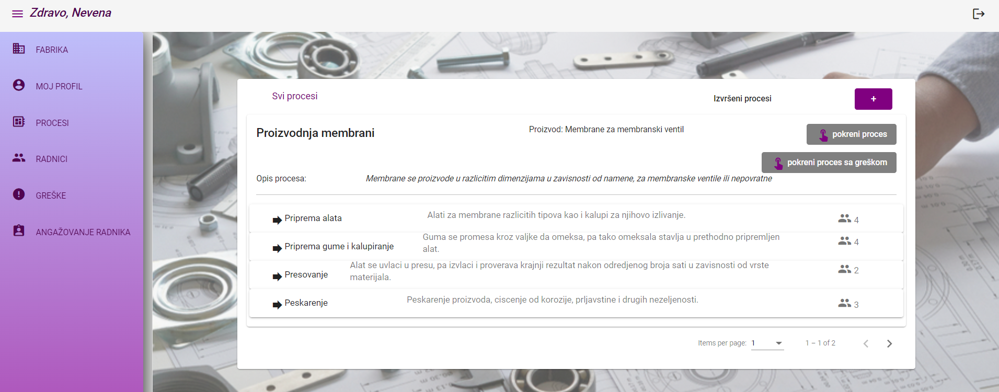 Zdravo, Nevena
FABRIKA
MOJ PROFIL
PROCESI
RADNICI
GREŠKE
ANGAŽOVANJE RADNIKA
Svi procesi
Izvršeni procesi
+
Proizvodnja membrani
Proizvod: Membrane za membranski ventil
pokreni proces
pokreni proces sa greškom
Opis procesa:
Membrane se proizvode u razlicitim dimenzijama u zavisnosti od namene, za membranske ventile ili nepovratne
Priprema alata
Alati za membrane razlicitih tipova kao i kalupi za njihovo izlivanje.
4
Priprema gume i kalupiranje
Guma se promesa kroz valjke da omeksa, pa tako omeksala stavlja u prethodno pripremljen
alat.
4
Presovanje
Alat se uvlaci u presu, pa izvlaci i proverava krajnji rezultat nakon odredjenog broja sati u zavisnosti od vrste
materijala.
2
Peskarenje
Peskarenje proizvoda, ciscenje od korozije, prljavstine i drugih nezeljenosti.
3
Items per page: 1
1 – 1 of 2